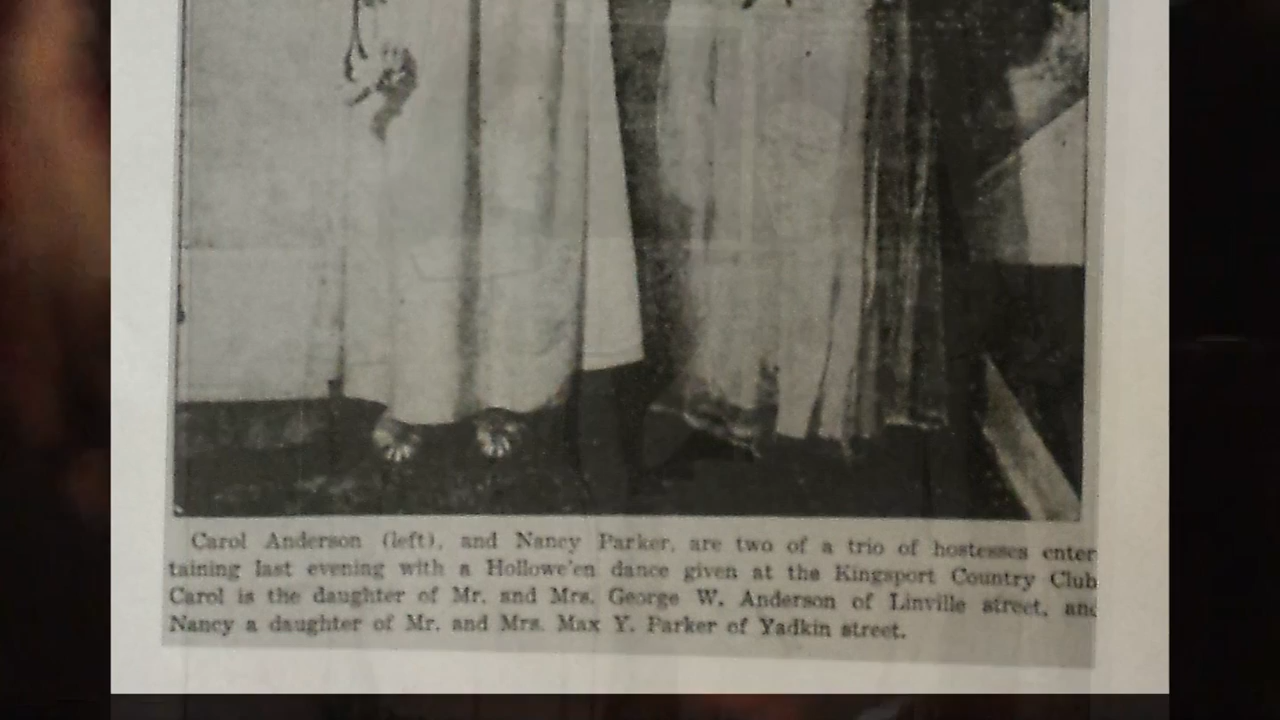 Carol Anderson (left), and Nancy Parker, are two of a trio of hostesses enter
taining last evening with a Hollowe'en dance given at the Kingsport Country Club
Carol is the daughter of Mr. and Mrs. George W. Anderson of Linville street, and
Nancy a daughter of Mr. and Mrs. Max Y. Parker of Yadkin street.